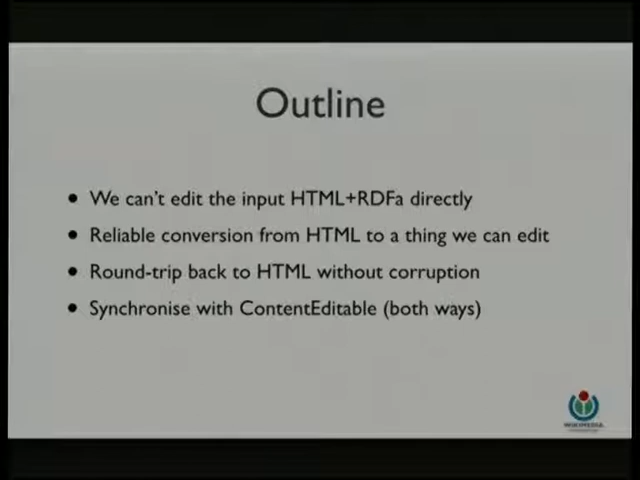 Outline
• We can't edit the input HTML+RDFa directly
• Reliable conversion from HTML to a thing we can edit
• Round-trip back to HTML without corruption
• Synchronise with ContentEditable (both ways)
WIKIMEDIA